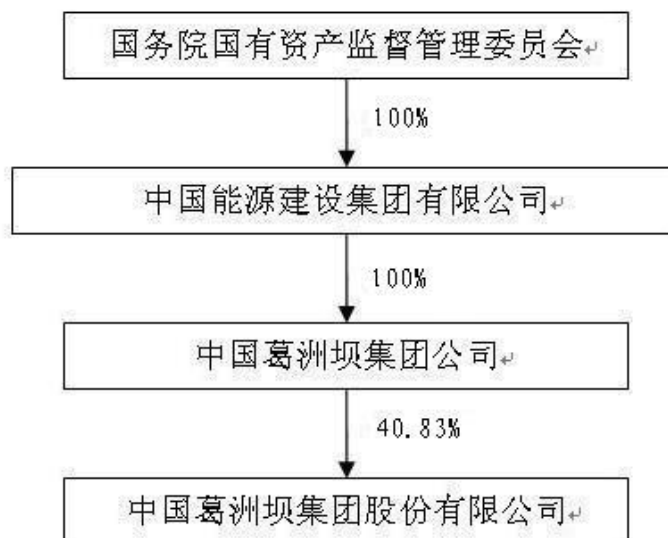 国务院国有资产监督管理委员会
100%
中国能源建设集团有限公司
100%
中国葛洲坝集团公司
40.83%
中国葛洲坝集团股份有限公司